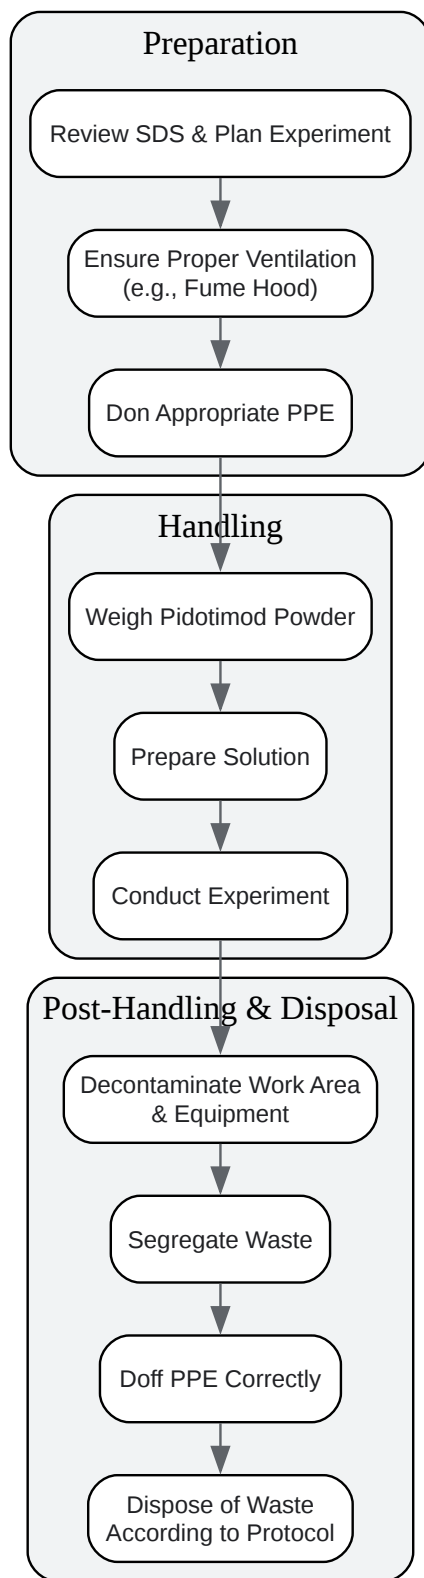 Preparation
Review SDS & Plan Experiment
Ensure Proper Ventilation
(e.g., Fume Hood)
Don Appropriate PPE
Handling
Weigh Pidotimod Powder
Prepare Solution
Conduct Experiment
Post-Handling & Disposal
Decontaminate Work Area
& Equipment
Segregate Waste
Doff PPE Correctly
Dispose of Waste
According to Protocol